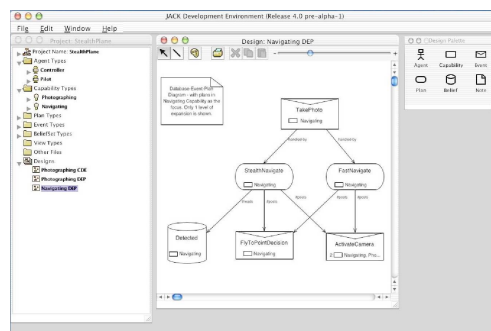 JACK Development Environment (Release 4.0 pre-alpha-1)
File Edit Window Help
Project: StealthPlane
Project Name: StealthPlane
Agent Types
Controller
Pilot
Capability Types
Photographing
Navigating
Plan Types
Event Types
BeliefSet Types
View Types
Other Files
Designs
Photographing CDE
Photographing DEP
Navigating DEP
Design: Navigating DEP
Database-Event-Plan
Diagram - with plans in
Navigating Capability as the
focus. Only 1 level of
expansion is shown.
TakePhoto
Navigating
handled by
handled by
StealthNavigate
Navigating
FastNavigate
Navigating
Detected
Navigating
FlyToPointDecision
Navigating
ActivateCamera
Navigating, Pho...
Design Palette
Agent Capability Event
Plan Belief Note